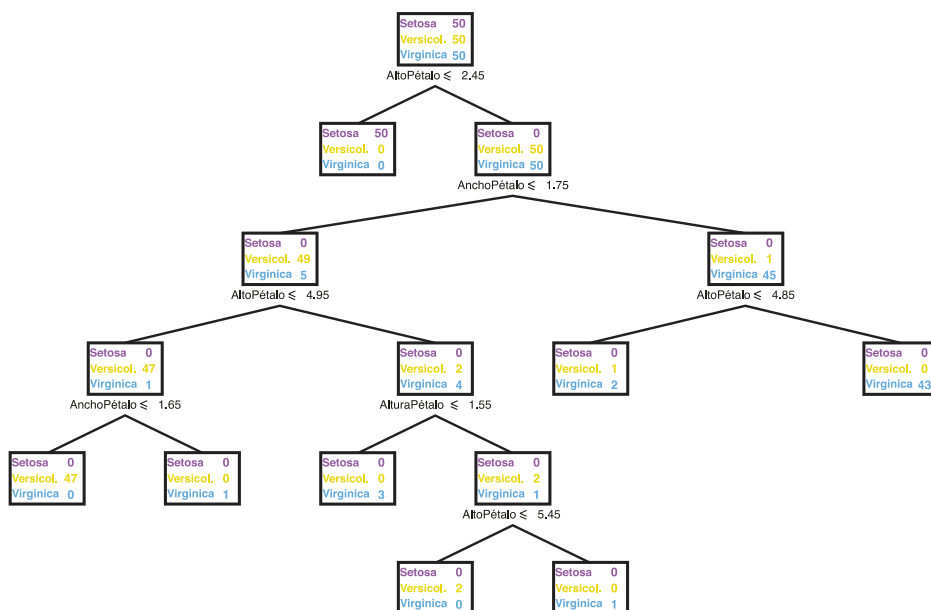 Setosa 50
Versicol. 50
Virginica 50
AltoPétalo ⩽ 2.45
Setosa 50
Versicol. 0
Virginica 0
Setosa 0
Versicol. 50
Virginica 50
AnchoPétalo ⩽ 1.75
Setosa 0
Versicol. 49
Virginica 5
AltoPétalo ⩽ 4.95
Setosa 0
Versicol. 1
Virginica 45
AltoPétalo ⩽ 4.85
Setosa 0
Versicol. 47
Virginica 1
AnchoPétalo ⩽ 1.65
Setosa 0
Versicol. 2
Virginica 4
AlturaPétalo ⩽ 1.55
Setosa 0
Versicol. 1
Virginica 2
Setosa 0
Versicol. 0
Virginica 43
Setosa 0
Versicol. 47
Virginica 0
Setosa 0
Versicol. 0
Virginica 1
Setosa 0
Versicol. 0
Virginica 3
Setosa 0
Versicol. 2
Virginica 1
AltoPétalo ⩽ 5.45
Setosa 0
Versicol. 2
Virginica 0
Setosa 0
Versicol. 0
Virginica 1